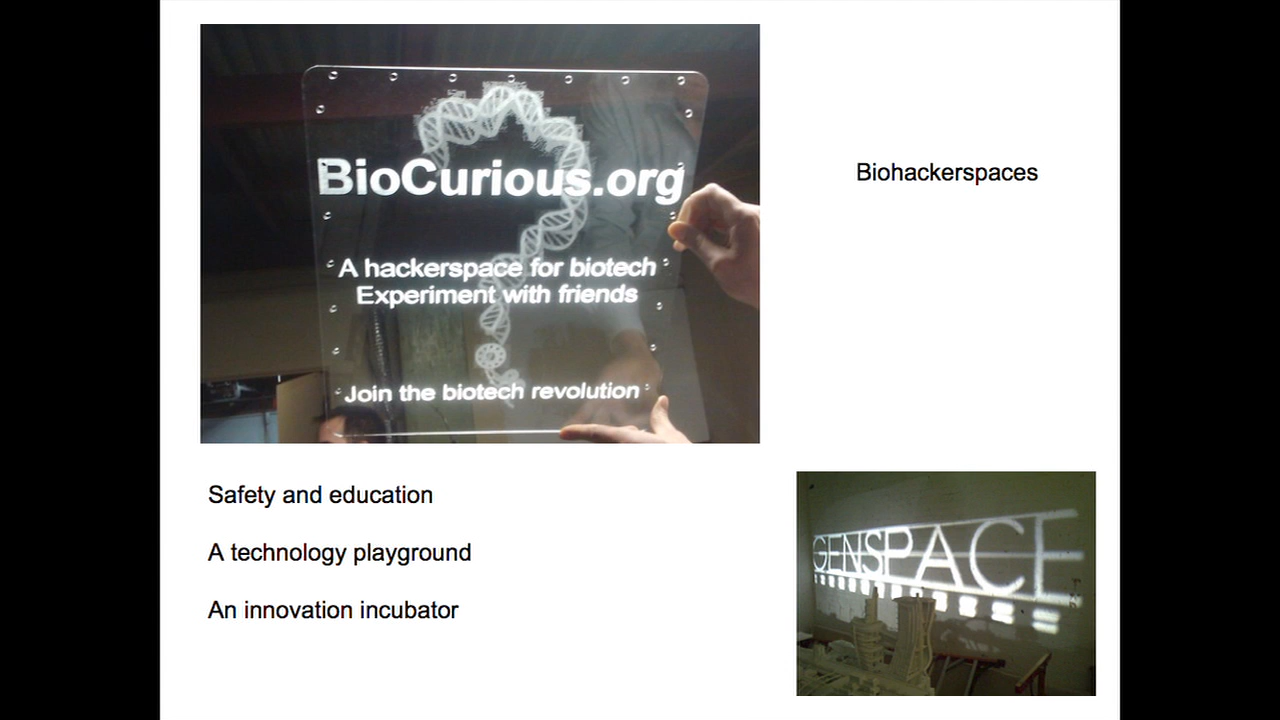 BioCurious.org
A hackerspace for biotech
Experiment with friends
Join the biotech revolution
Biohackerspaces
Safety and education
A technology playground
An innovation incubator
GENSPACE